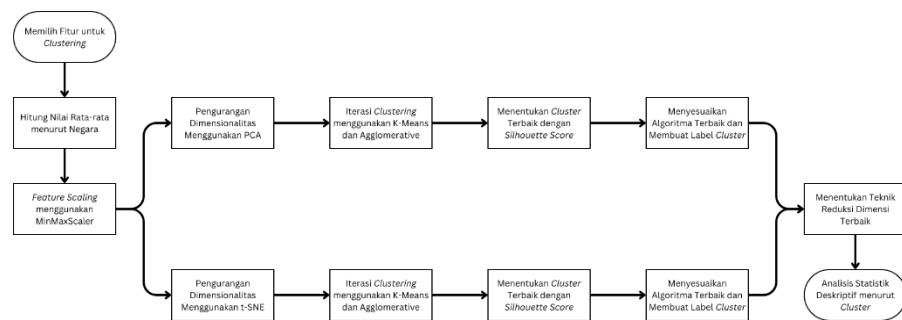 Memilih Fitur untuk
Clustering
Hitung Nilai Rata-rata
menurut Negara
Feature Scaling
menggunakan
MinMaxScaler
Pengurangan
Dimensionalitas
Menggunakan PCA
Iterasi Clustering
menggunakan K-Means
dan Agglomerative
Menentukan Cluster
Terbaik dengan
Silhouette Score
Menyesuaikan
Algoritma Terbaik dan
Membuat Label Cluster
Pengurangan
Dimensionalitas
Menggunakan t-SNE
Iterasi Clustering
menggunakan K-Means
dan Agglomerative
Menentukan Cluster
Terbaik dengan
Silhouette Score
Menyesuaikan
Algoritma Terbaik dan
Membuat Label Cluster
Menentukan Teknik
Reduksi Dimensi
Terbaik
Analisis Statistik
Deskriptif menurut
Cluster